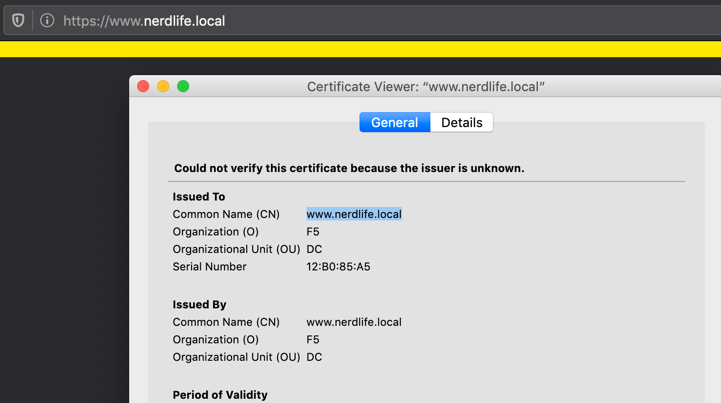 https://www.nerdlife.local
Certificate Viewer: “www.nerdlife.local”
General Details
Could not verify this certificate because the issuer is unknown.
Issued To
Common Name (CN) www.nerdlife.local
Organization (O) F5
Organizational Unit (OU) DC
Serial Number 12:B0:85:A5
Issued By
Common Name (CN) www.nerdlife.local
Organization (O) F5
Organizational Unit (OU) DC
Period of Validity